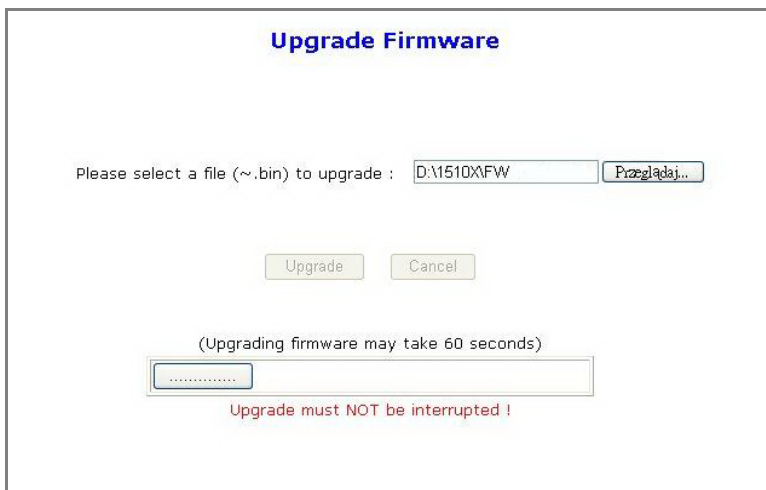 Upgrade Firmware
Please select a file (~.bin) to upgrade : D:\1510X\FW Przeglądaj...
Upgrade Cancel
(Upgrading firmware may take 60 seconds)
..............
Upgrade must NOT be interrupted !